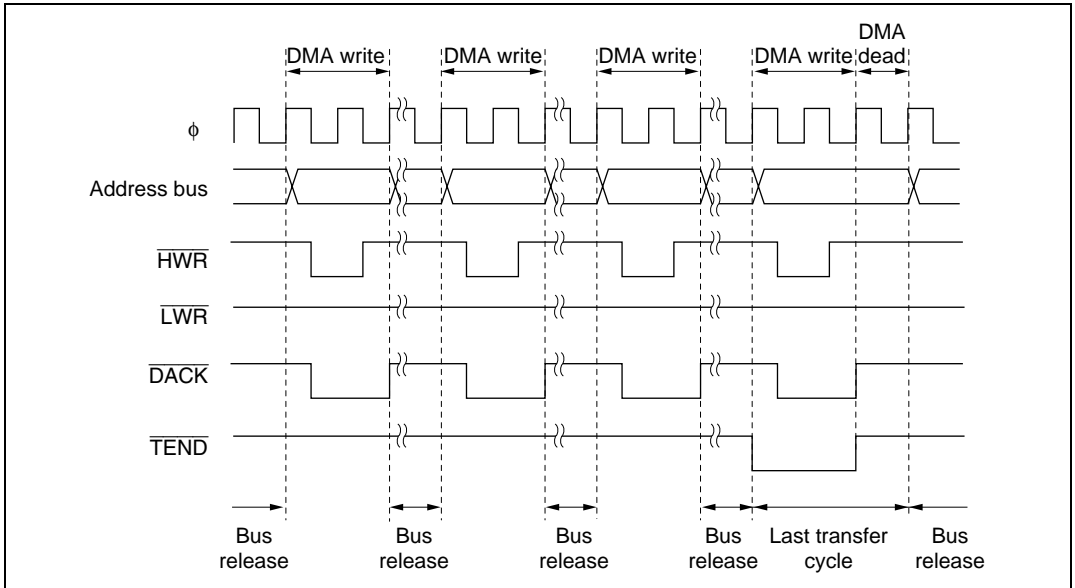 DMA
DMA write DMA write DMA write DMA write dead
ϕ
Address bus
HWR
LWR
DACK
TEND
Bus release
Bus release
Bus release
Bus release
Last transfer cycle
Bus release